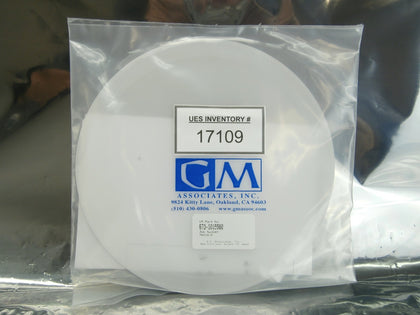 UES INVENTORY #
17109
GM
ASSOCIATES, INC.
9824 Kitty Lane, Oakland, CA 94603
(510) 430-0806 www.gmassoc.com